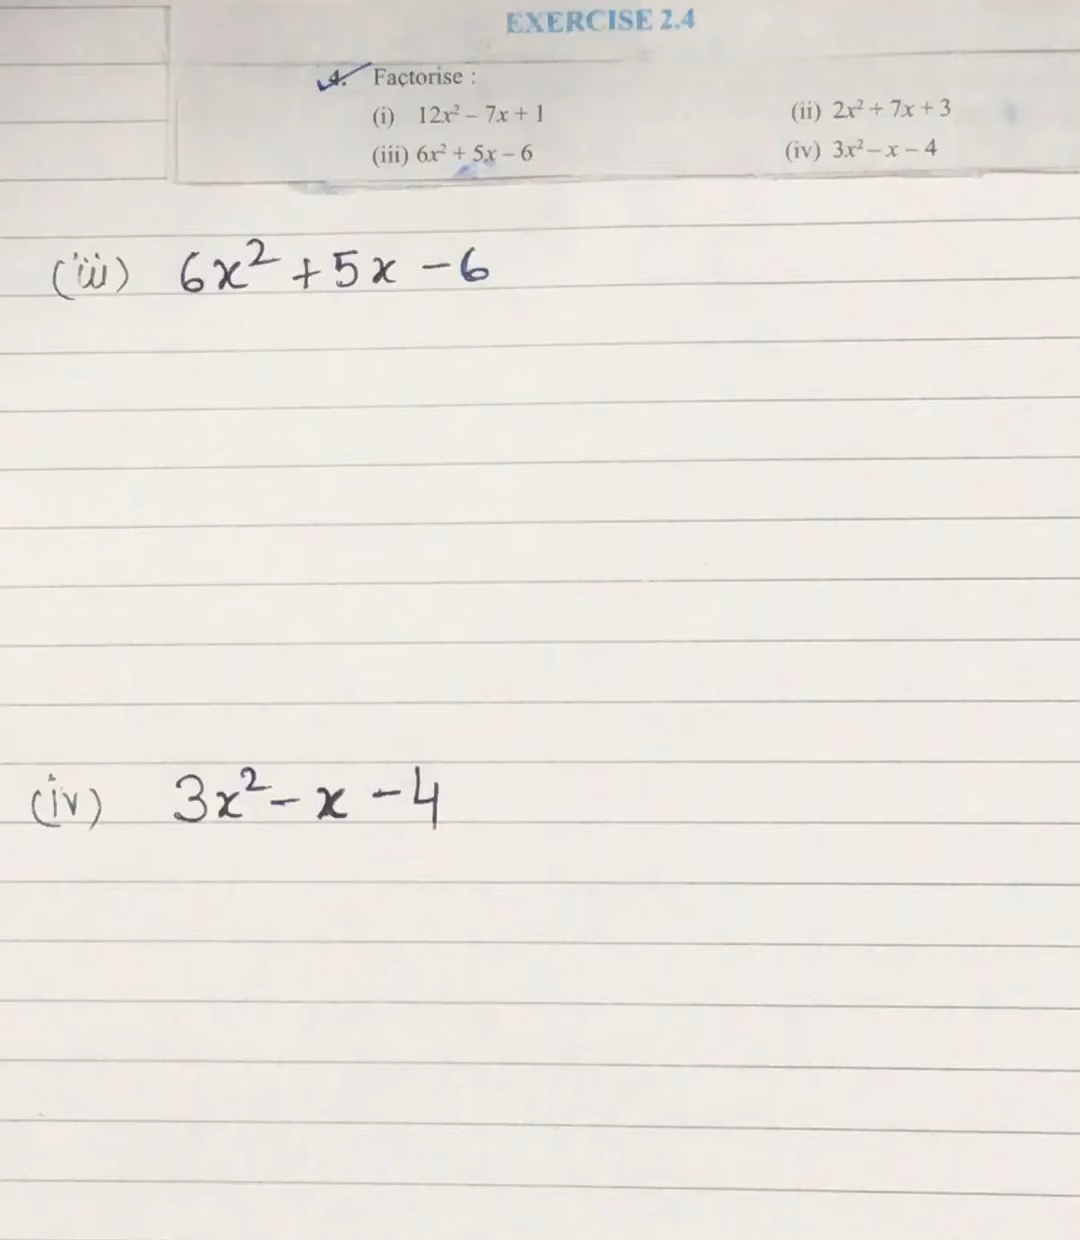 EXERCISE 2.4
4. Factorise :
(i) 12x² – 7x + 1 (ii) 2x² + 7x + 3
(iii) 6x² + 5x – 6 (iv) 3x² – x – 4
(iii) 6x² + 5x – 6
(iv) 3x² – x – 4